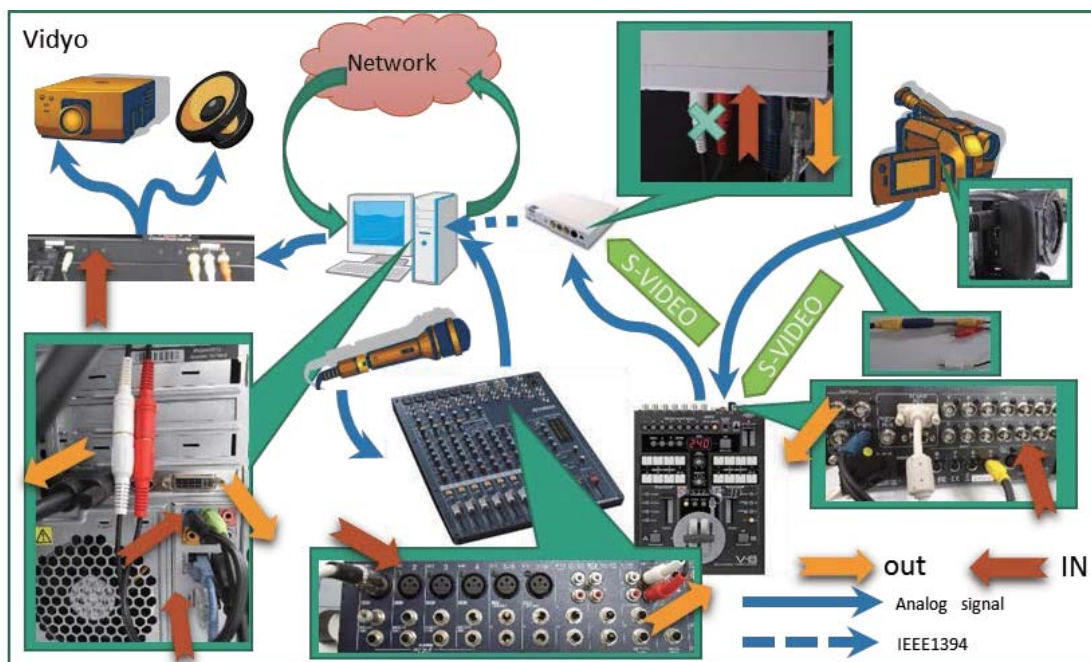 Vidyo
Network
S-VIDEO
S-VIDEO
240
V-8
out
IN
Analog signal
IEEE1394